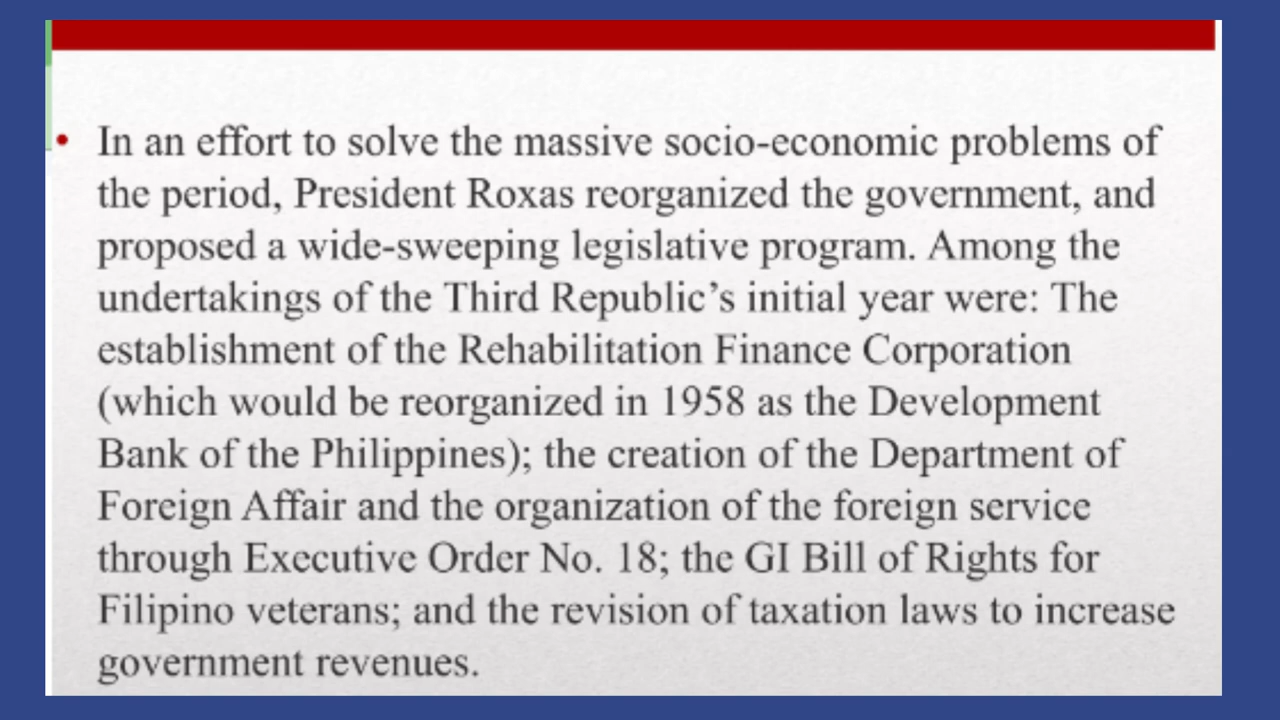 • In an effort to solve the massive socio-economic problems of
the period, President Roxas reorganized the government, and
proposed a wide-sweeping legislative program. Among the
undertakings of the Third Republic’s initial year were: The
establishment of the Rehabilitation Finance Corporation
(which would be reorganized in 1958 as the Development
Bank of the Philippines); the creation of the Department of
Foreign Affair and the organization of the foreign service
through Executive Order No. 18; the GI Bill of Rights for
Filipino veterans; and the revision of taxation laws to increase
government revenues.